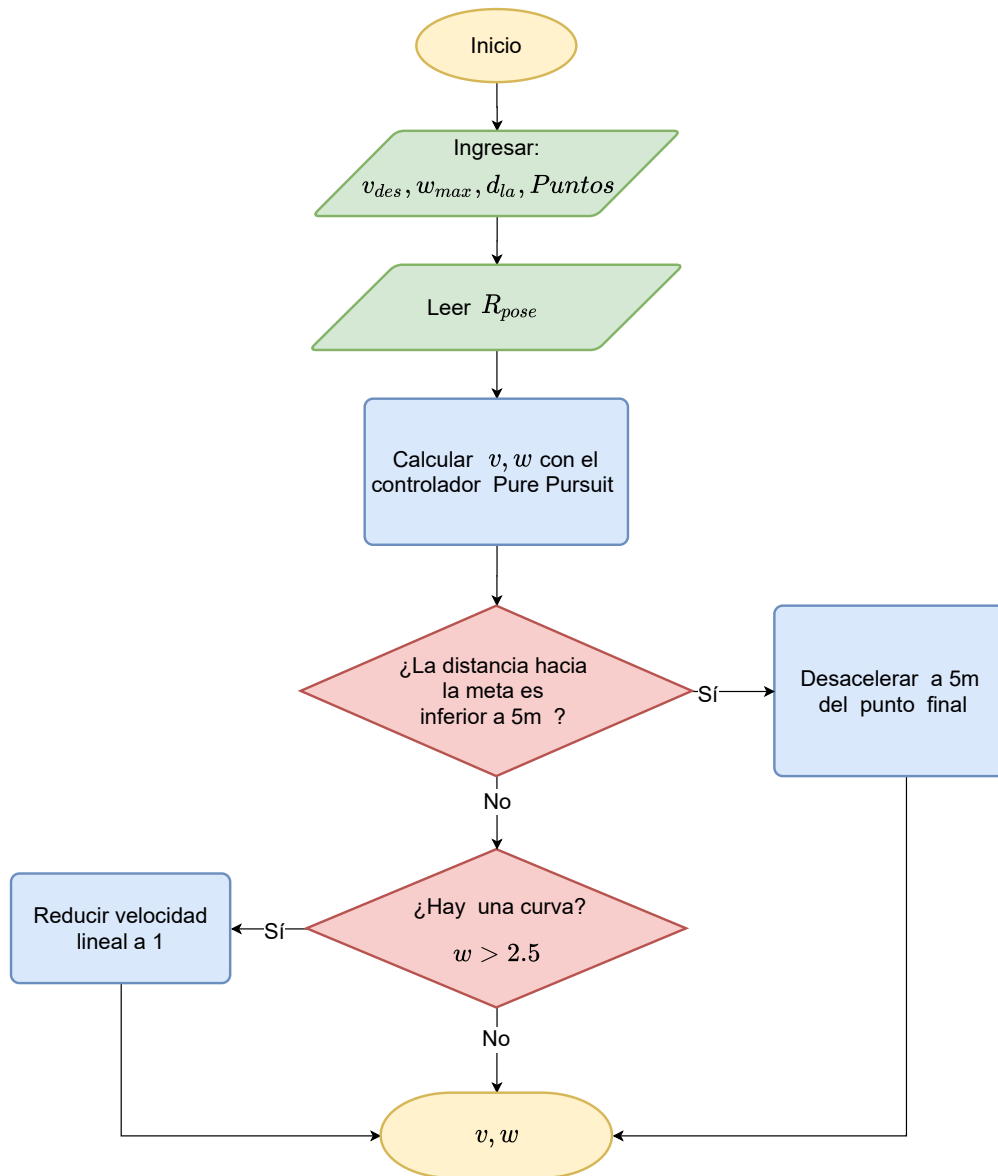 Inicio
Ingresar:
v_des, w_max, d_la, Puntos
Leer R_pose
Calcular v, w con el
controlador Pure Pursuit
¿La distancia hacia
la meta es
inferior a 5m ?
Sí
Desacelerar a 5m
del punto final
No
¿Hay una curva?
w > 2.5
Sí
Reducir velocidad
lineal a 1
No
v, w